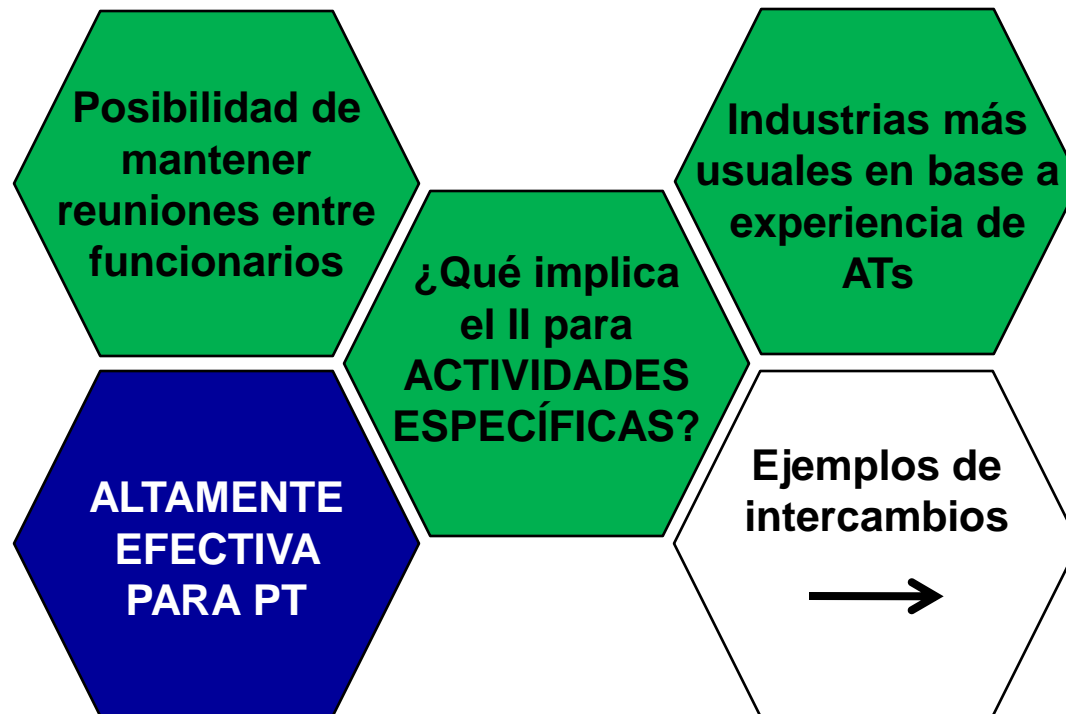 Posibilidad de
mantener
reuniones entre
funcionarios
Industrias más
usuales en base a
experiencia de
ATs
¿Qué implica
el II para
ACTIVIDADES
ESPECÍFICAS?
ALTAMENTE
EFECTIVA
PARA PT
Ejemplos de
intercambios